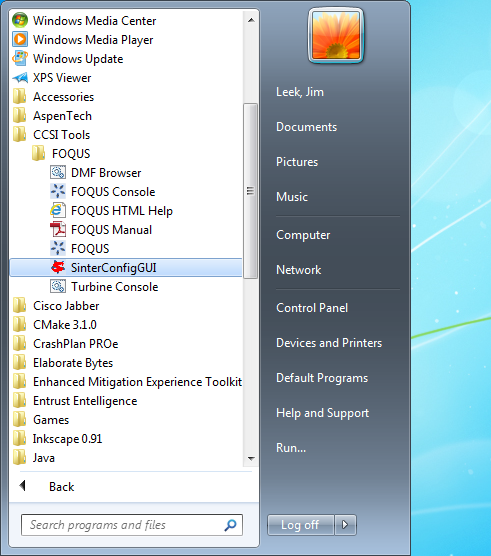 Windows Media Center
Windows Media Player
Windows Update
XPS Viewer
Accessories
AspenTech
CCSI Tools
FOQUS
DMF Browser
FOQUS Console
FOQUS HTML Help
FOQUS Manual
FOQUS
SinterConfigGUI
Turbine Console
Cisco Jabber
CMake 3.1.0
CrashPlan PROe
Elaborate Bytes
Enhanced Mitigation Experience Toolkit
Entrust Entelligence
Games
Inkscape 0.91
Java
Back
Search programs and files
Leek, Jim
Documents
Pictures
Music
Computer
Network
Control Panel
Devices and Printers
Default Programs
Help and Support
Run...
Log off